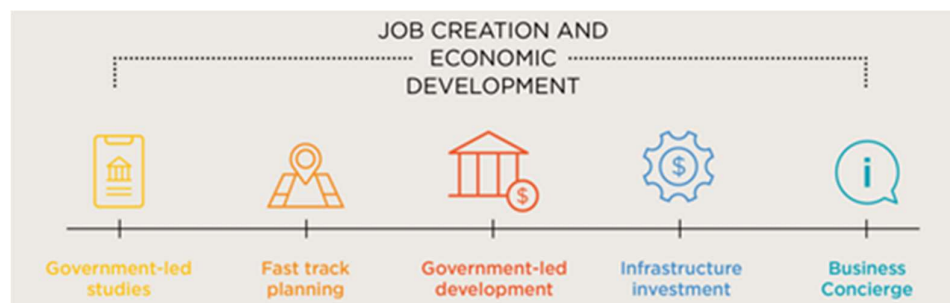 JOB CREATION AND
ECONOMIC
DEVELOPMENT
$
$
i
Government-led
studies
Fast track
planning
Government-led
development
Infrastructure
investment
Business
Concierge